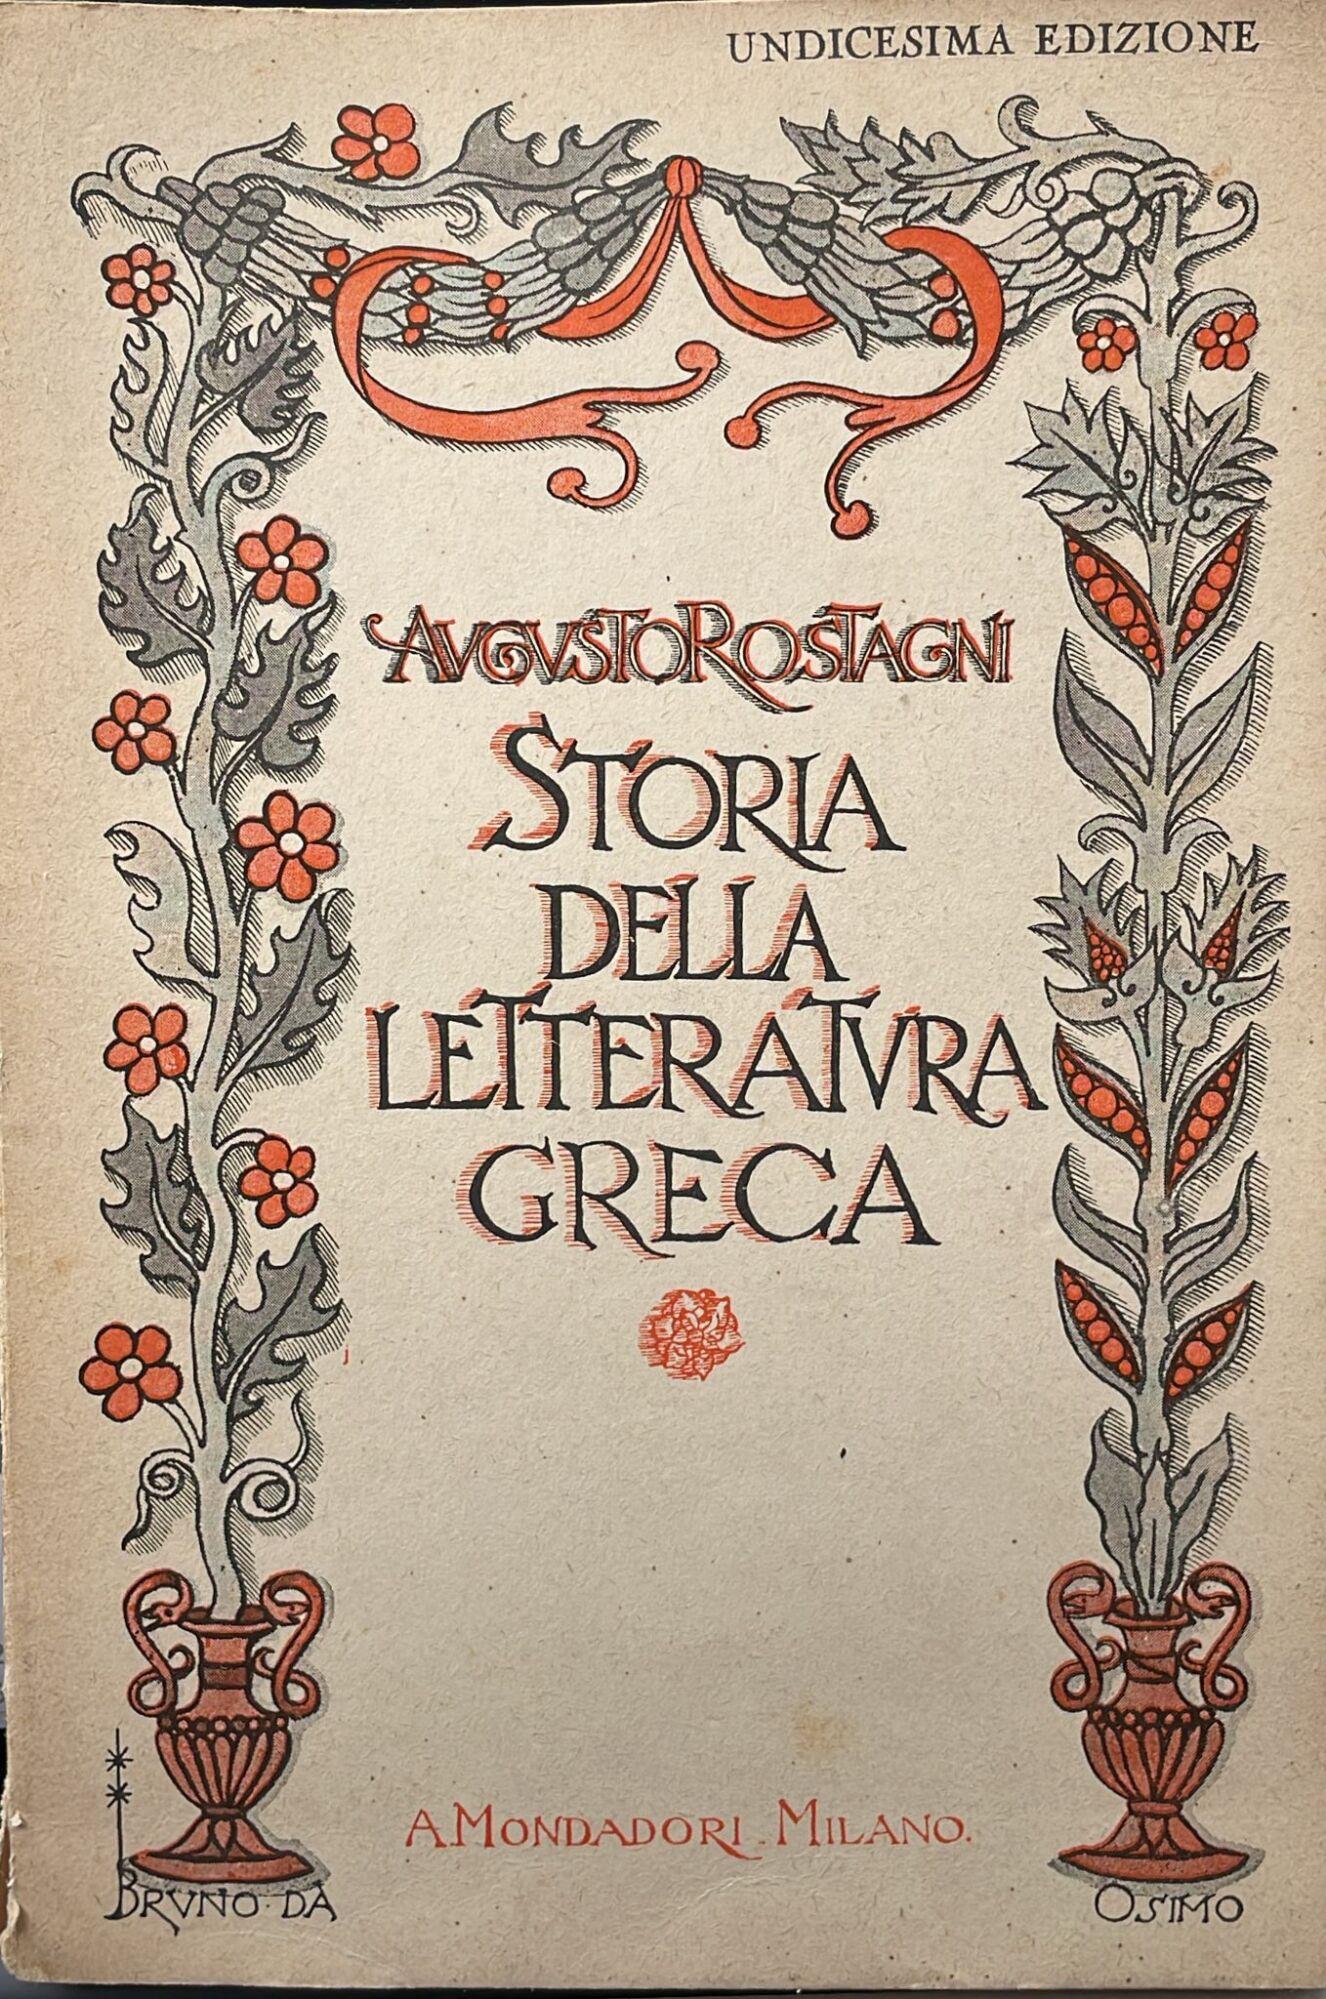 UNDICESIMA EDIZIONE
AVGVSTO ROSTAGNI
STORIA
DELLA
LETTERATVRA
GRECA
A. MONDADORI . MILANO.
BRVNO · DA OSIMO